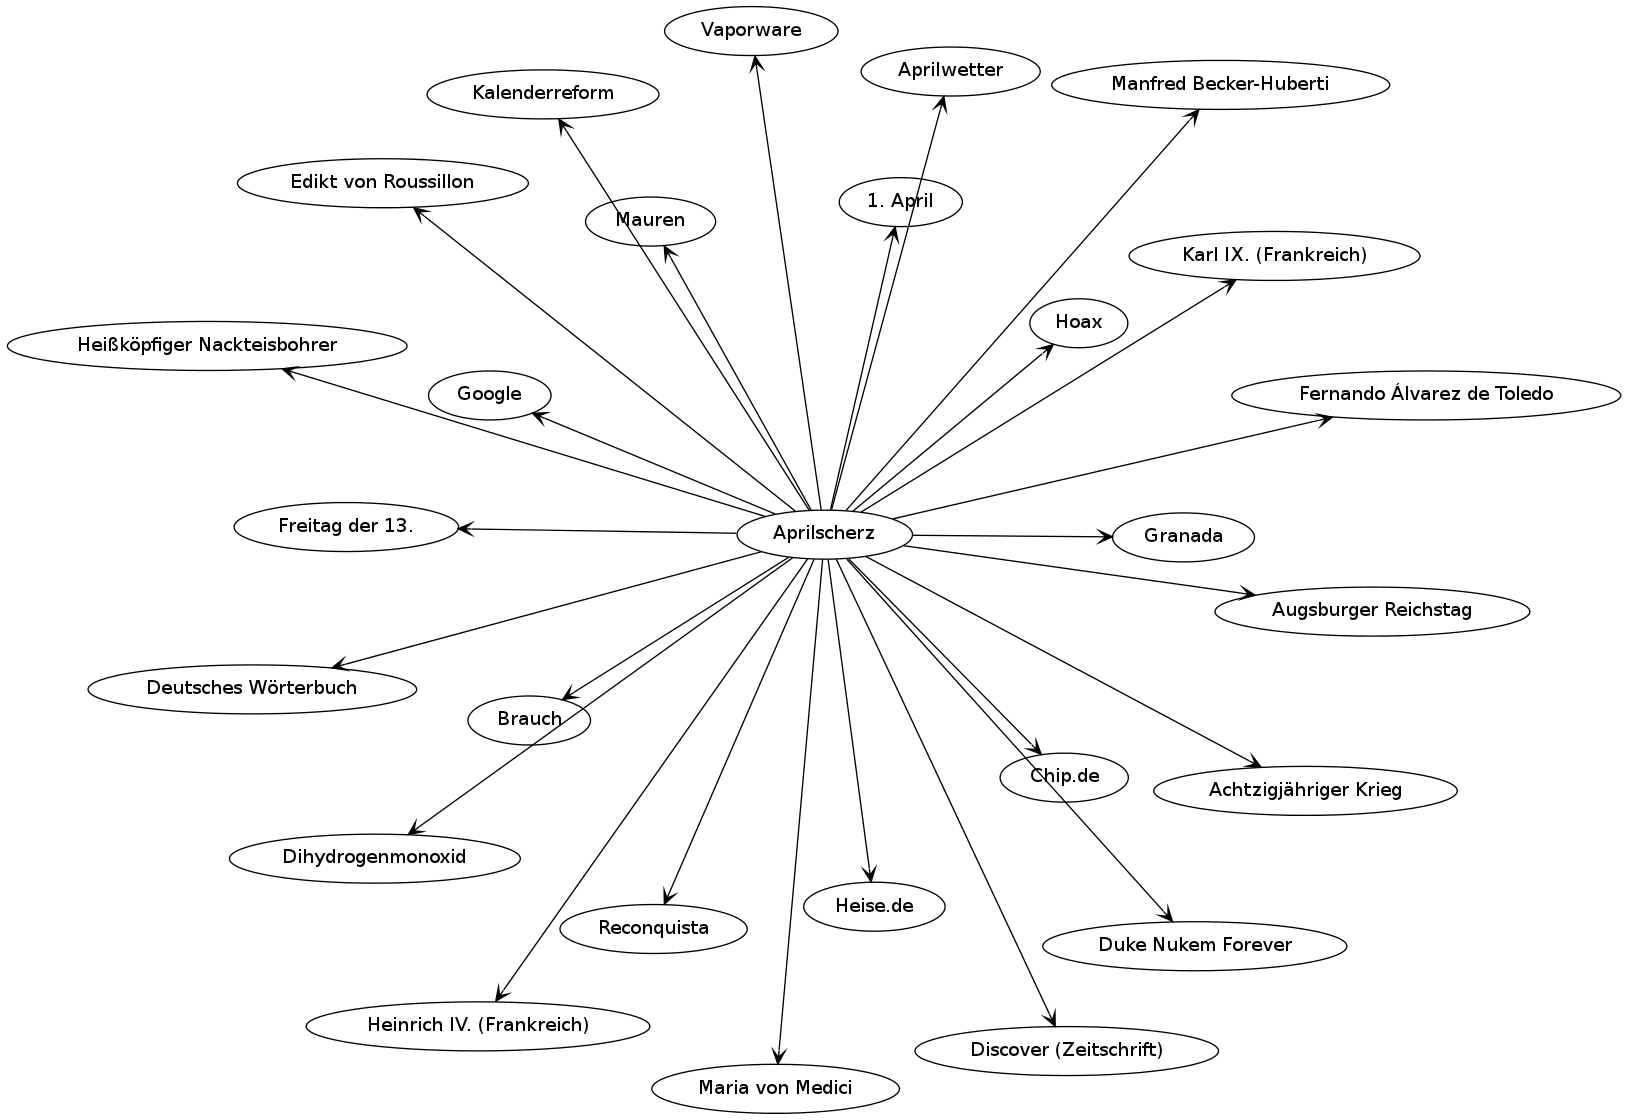 Vaporware
Aprilwetter
Manfred Becker-Huberti
Kalenderreform
Edikt von Roussillon
1. April
Mauren
Karl IX. (Frankreich)
Hoax
Heißköpfiger Nackteisbohrer
Google
Fernando Álvarez de Toledo
Freitag der 13.
Aprilscherz
Granada
Augsburger Reichstag
Deutsches Wörterbuch
Brauch
Chip.de
Achtzigjähriger Krieg
Dihydrogenmonoxid
Heise.de
Reconquista
Duke Nukem Forever
Heinrich IV. (Frankreich)
Discover (Zeitschrift)
Maria von Medici